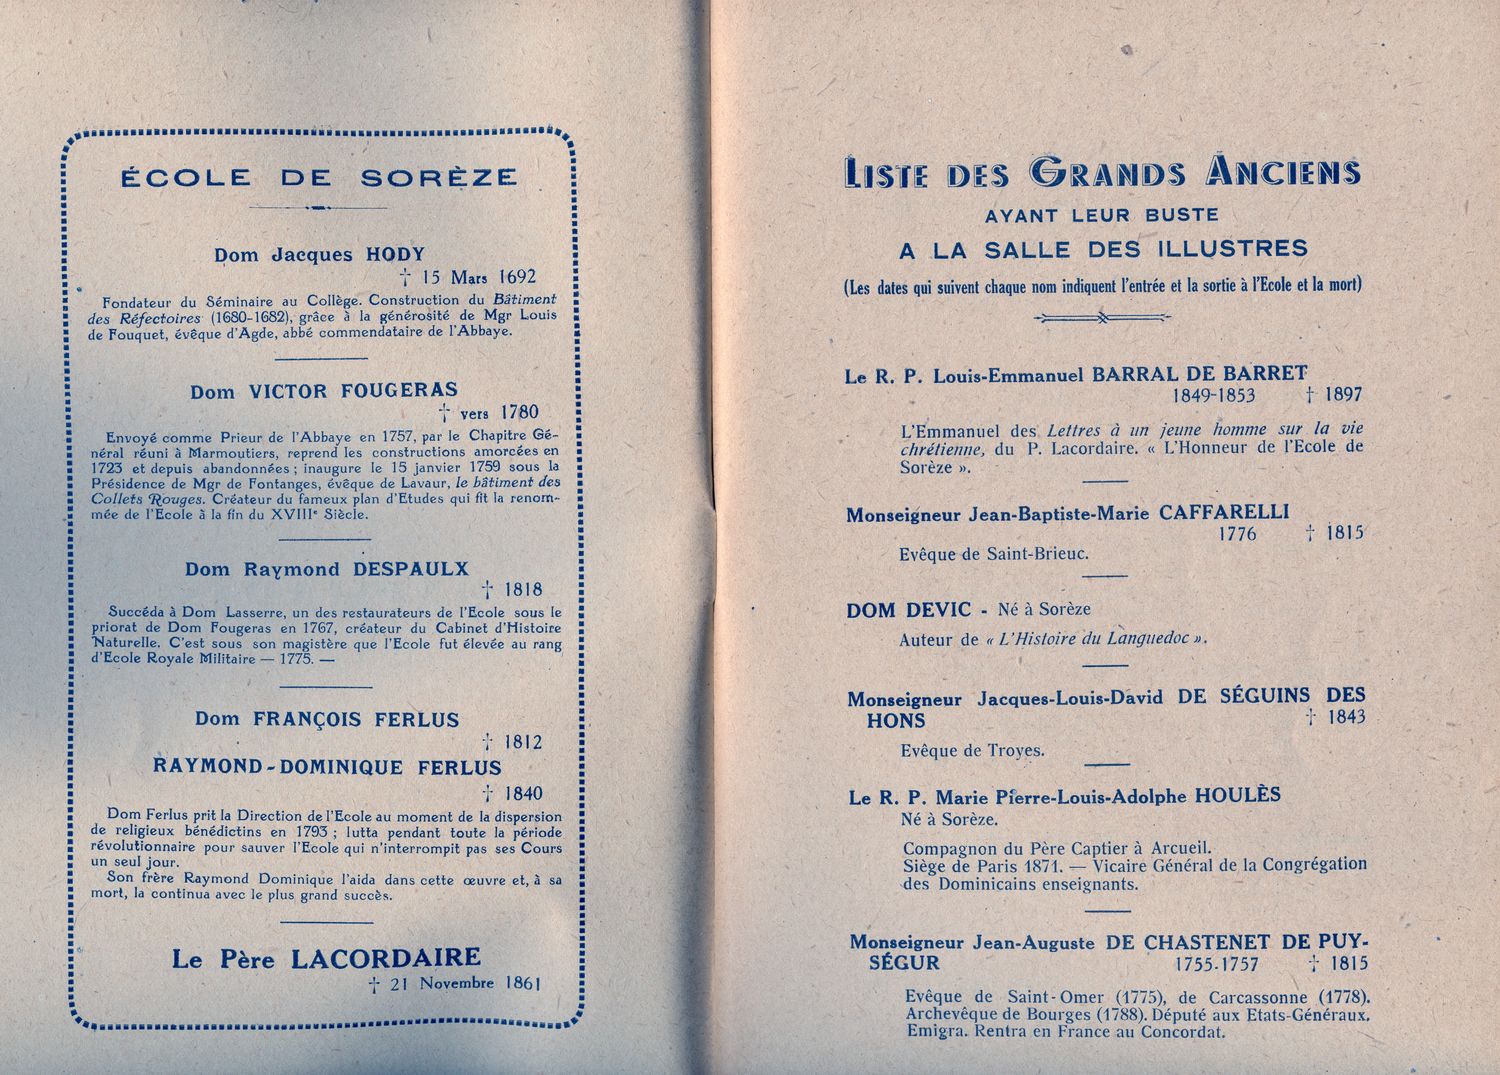 ÉCOLE DE SORÈZE
Dom Jacques HODY
† 15 Mars 1692
Fondateur du Séminaire au Collège. Construction du Bâtiment
des Réfectoires (1680-1682), grâce à la générosité de Mgr Louis
de Fouquet, évêque d'Agde, abbé commendataire de l'Abbaye.
Dom VICTOR FOUGERAS
† vers 1780
Envoyé comme Prieur de l'Abbaye en 1757, par le Chapitre Gé-
néral réuni à Marmoutiers, reprend les constructions amorcées en
1723 et depuis abandonnées ; inaugure le 15 janvier 1759 sous la
Présidence de Mgr de Fontanges, évêque de Lavaur, le bâtiment des
Collets Rouges. Créateur du fameux plan d'Etudes qui fit la renom-
mée de l'Ecole à la fin du XVIIIe Siècle.
Dom Raymond DESPAULX
† 1818
Succéda à Dom Lasserre, un des restaurateurs de l'Ecole sous le
priorat de Dom Fougeras en 1767, créateur du Cabinet d'Histoire
Naturelle. C'est sous son magistère que l'Ecole fut élevée au rang
d'Ecole Royale Militaire — 1775. —
Dom FRANÇOIS FERLUS
† 1812
RAYMOND-DOMINIQUE FERLUS
† 1840
Dom Ferlus prit la Direction de l'Ecole au moment de la dispersion
de religieux bénédictins en 1793 ; lutta pendant toute la période
révolutionnaire pour sauver l'Ecole qui n'interrompit pas ses Cours
un seul jour.
Son frère Raymond Dominique l'aida dans cette œuvre et, à sa
mort, la continua avec le plus grand succès.
Le Père LACORDAIRE
† 21 Novembre 1861
LISTE DES GRANDS ANCIENS
AYANT LEUR BUSTE
A LA SALLE DES ILLUSTRES
(Les dates qui suivent chaque nom indiquent l'entrée et la sortie à l'Ecole et la mort)
Le R. P. Louis-Emmanuel BARRAL DE BARRET
1849-1853 † 1897
L'Emmanuel des Lettres à un jeune homme sur la vie
chrétienne, du P. Lacordaire. « L'Honneur de l'Ecole de
Sorèze ».
Monseigneur Jean-Baptiste-Marie CAFFARELLI
1776 † 1815
Evêque de Saint-Brieuc.
DOM DEVIC - Né à Sorèze
Auteur de « L'Histoire du Languedoc ».
Monseigneur Jacques-Louis-David DE SÉGUINS DES
HONS † 1843
Evêque de Troyes.
Le R. P. Marie Pierre-Louis-Adolphe HOULÈS
Né à Sorèze.
Compagnon du Père Captier à Arcueil.
Siège de Paris 1871. — Vicaire Général de la Congrégation
des Dominicains enseignants.
Monseigneur Jean-Auguste DE CHASTENET DE PUY-
SÉGUR 1755-1757 † 1815
Evêque de Saint-Omer (1775), de Carcassonne (1778).
Archevêque de Bourges (1788). Député aux Etats-Généraux.
Emigra. Rentra en France au Concordat.